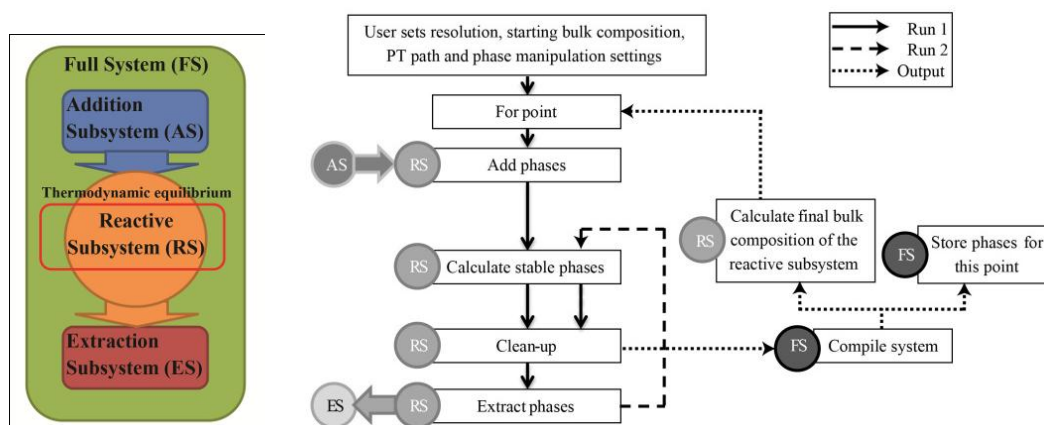 Full System (FS)
Addition
Subsystem (AS)
Thermodynamic equilibrium
Reactive
Subsystem (RS)
Extraction
Subsystem (ES)
User sets resolution, starting bulk composition,
PT path and phase manipulation settings
For point
AS
RS
Add phases
RS
Calculate stable phases
RS
Clean-up
ES
RS
Extract phases
Run 1
Run 2
Output
RS
Calculate final bulk
composition of the
reactive subsystem
FS
Store phases for
this point
FS
Compile system